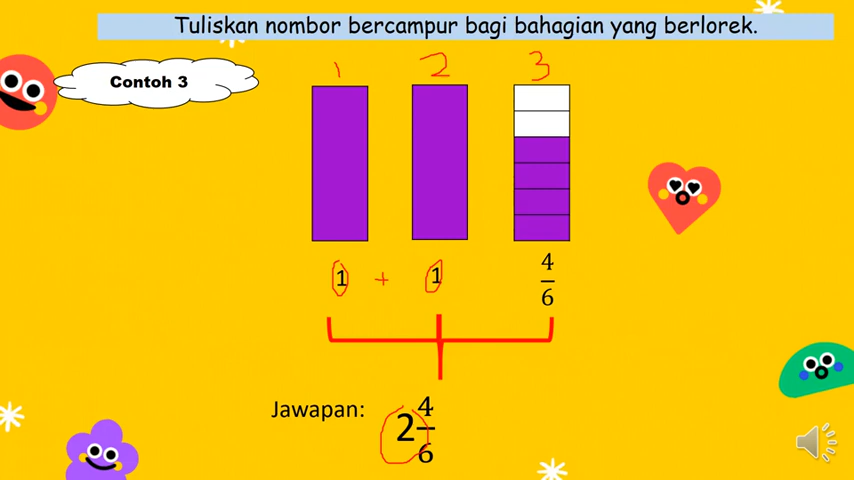 Tuliskan nombor bercampur bagi bahagian yang berlorek.
Contoh 3
1 2 3
1 + 1 4/6
Jawapan: 2 4/6